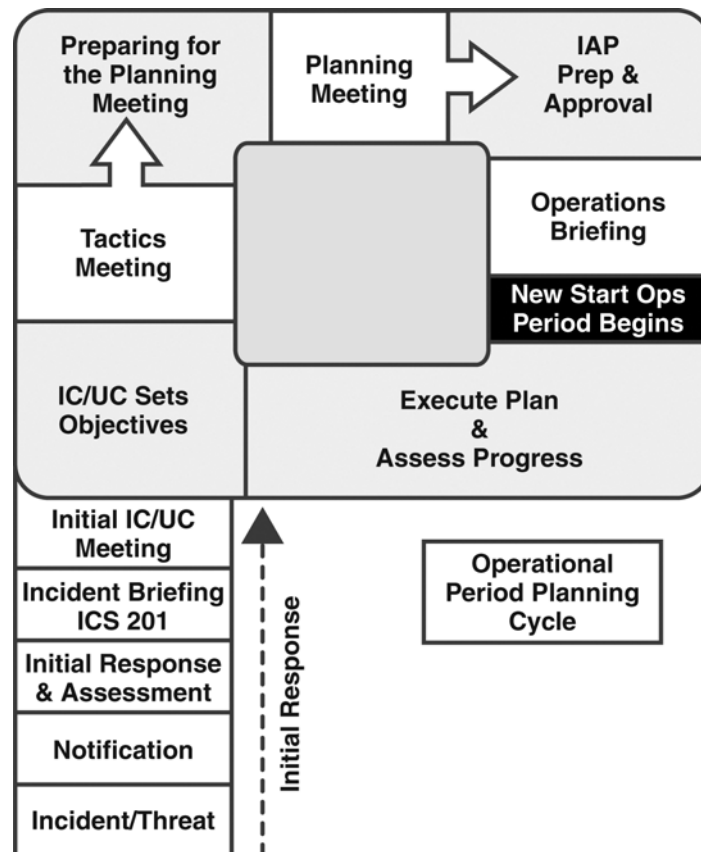 Preparing for
the Planning
Meeting
Planning
Meeting
IAP
Prep &
Approval
Tactics
Meeting
Operations
Briefing
New Start Ops
Period Begins
IC/UC Sets
Objectives
Execute Plan
&
Assess Progress
Initial IC/UC
Meeting
Incident Briefing
ICS 201
Initial Response
& Assessment
Notification
Incident/Threat
Initial Response
Operational
Period Planning
Cycle